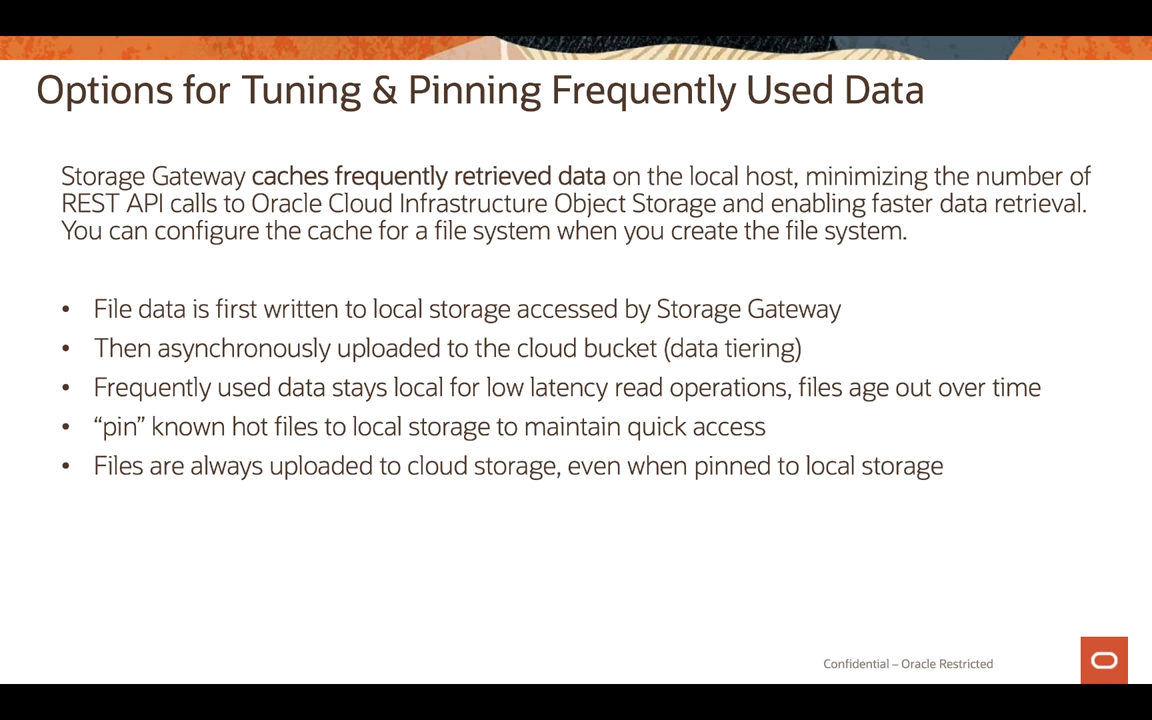 Options for Tuning & Pinning Frequently Used Data
Storage Gateway caches frequently retrieved data on the local host, minimizing the number of
REST API calls to Oracle Cloud Infrastructure Object Storage and enabling faster data retrieval.
You can configure the cache for a file system when you create the file system.
• File data is first written to local storage accessed by Storage Gateway
• Then asynchronously uploaded to the cloud bucket (data tiering)
• Frequently used data stays local for low latency read operations, files age out over time
• “pin” known hot files to local storage to maintain quick access
• Files are always uploaded to cloud storage, even when pinned to local storage
Confidential – Oracle Restricted